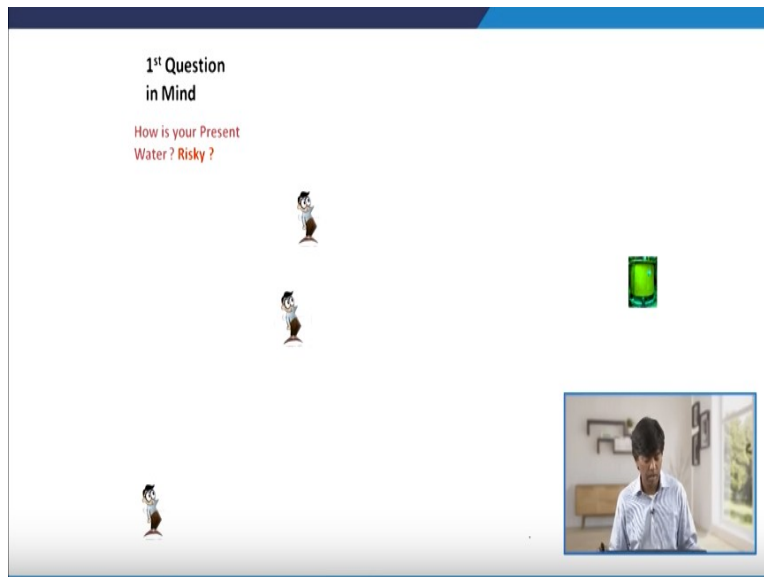 1st Question
in Mind
How is your Present
Water ? Risky ?